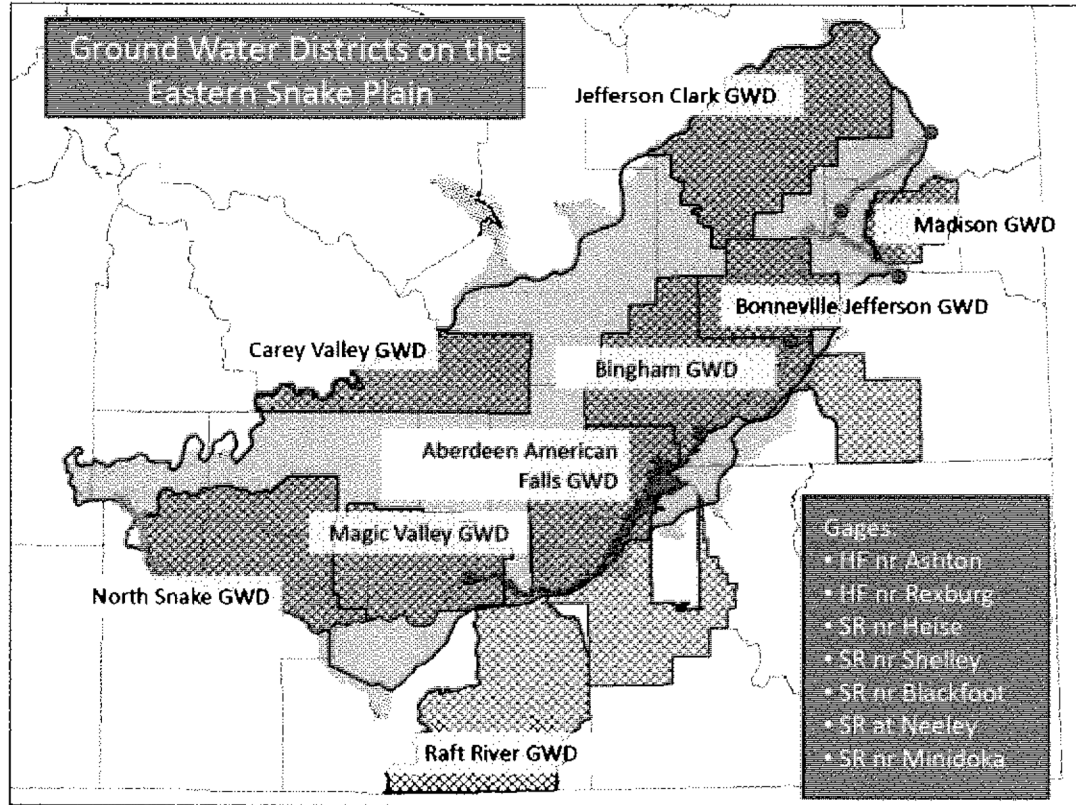 Ground Water Districts on the
Eastern Snake Plain
Jefferson Clark GWD
Madison GWD
Bonneville Jefferson GWD
Carey Valley GWD
Bingham GWD
Aberdeen American
Falls GWD
Magic Valley GWD
North Snake GWD
Raft River GWD
Gages
• HF nr Ashton
• HF nr Rexburg
• SR nr Heise
• SR nr Shelley
• SR nr Blackfoot
• SR at Neeley
• SR nr Minidoka